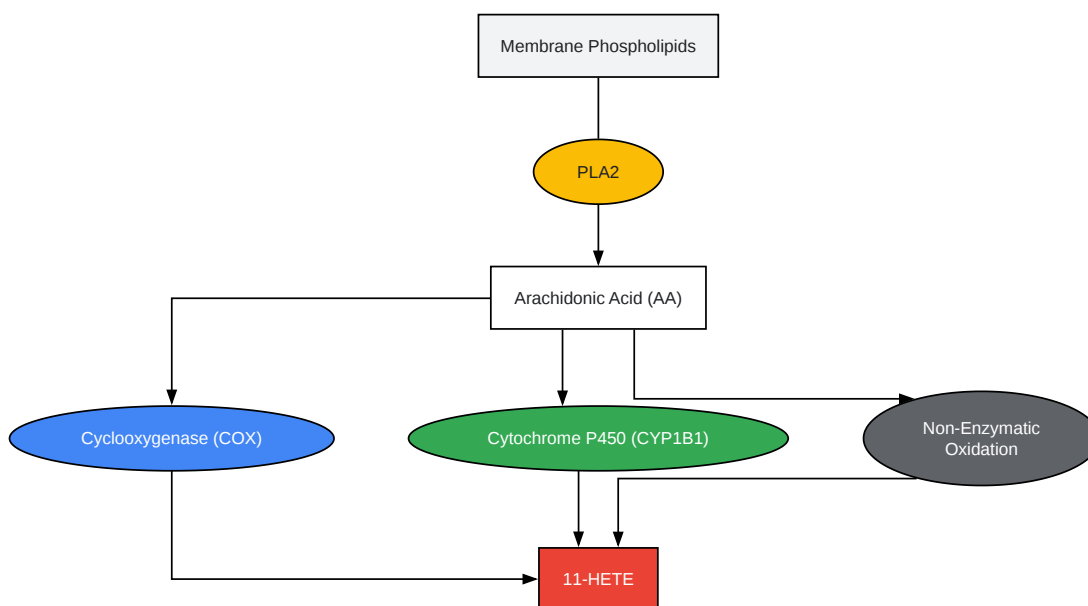 Membrane Phospholipids
PLA2
Arachidonic Acid (AA)
Cyclooxygenase (COX)
Cytochrome P450 (CYP1B1)
Non-Enzymatic
Oxidation
11-HETE